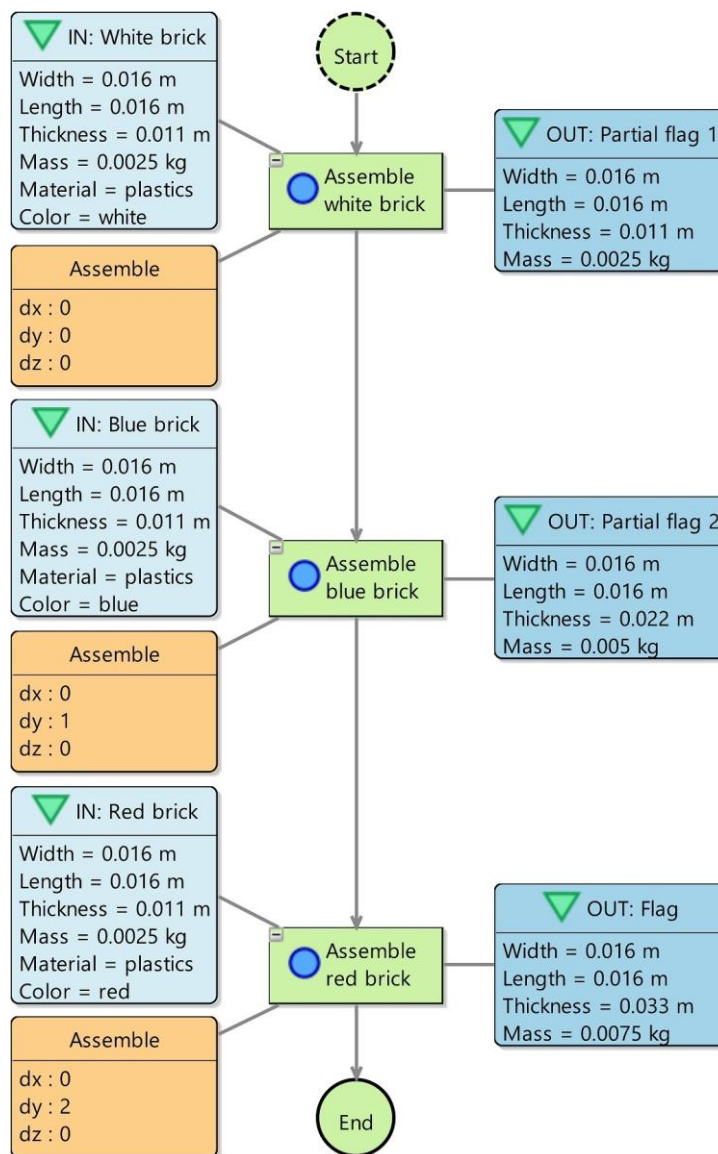 IN: White brick
Width = 0.016 m
Length = 0.016 m
Thickness = 0.011 m
Mass = 0.0025 kg
Material = plastics
Color = white
Start
Assemble
white brick
OUT: Partial flag 1
Width = 0.016 m
Length = 0.016 m
Thickness = 0.011 m
Mass = 0.0025 kg
Assemble
dx : 0
dy : 0
dz : 0
IN: Blue brick
Width = 0.016 m
Length = 0.016 m
Thickness = 0.011 m
Mass = 0.0025 kg
Material = plastics
Color = blue
Assemble
blue brick
OUT: Partial flag 2
Width = 0.016 m
Length = 0.016 m
Thickness = 0.022 m
Mass = 0.005 kg
Assemble
dx : 0
dy : 1
dz : 0
IN: Red brick
Width = 0.016 m
Length = 0.016 m
Thickness = 0.011 m
Mass = 0.0025 kg
Material = plastics
Color = red
Assemble
red brick
OUT: Flag
Width = 0.016 m
Length = 0.016 m
Thickness = 0.033 m
Mass = 0.0075 kg
Assemble
dx : 0
dy : 2
dz : 0
End